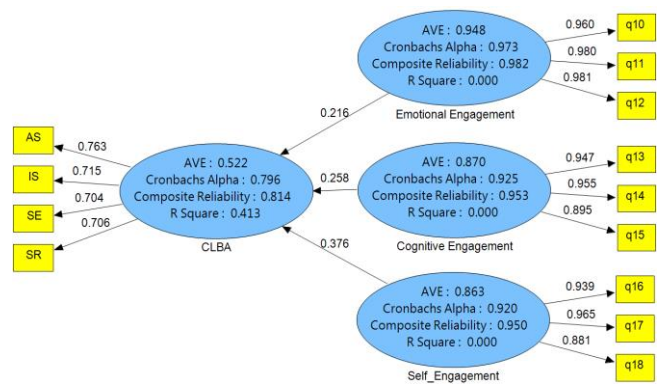 AVE : 0.948
Cronbachs Alpha : 0.973
Composite Reliability : 0.982
R Square : 0.000
Emotional Engagement
0.960
q10
0.980
q11
0.981
q12
0.216
AS
0.763
IS
0.715
SE
0.704
SR
0.706
AVE : 0.522
Cronbachs Alpha : 0.796
Composite Reliability : 0.814
R Square : 0.413
CLBA
0.258
AVE : 0.870
Cronbachs Alpha : 0.925
Composite Reliability : 0.953
R Square : 0.000
Cognitive Engagement
0.947
q13
0.955
q14
0.895
q15
0.376
AVE : 0.863
Cronbachs Alpha : 0.920
Composite Reliability : 0.950
R Square : 0.000
Self_Engagement
0.939
q16
0.965
q17
0.881
q18